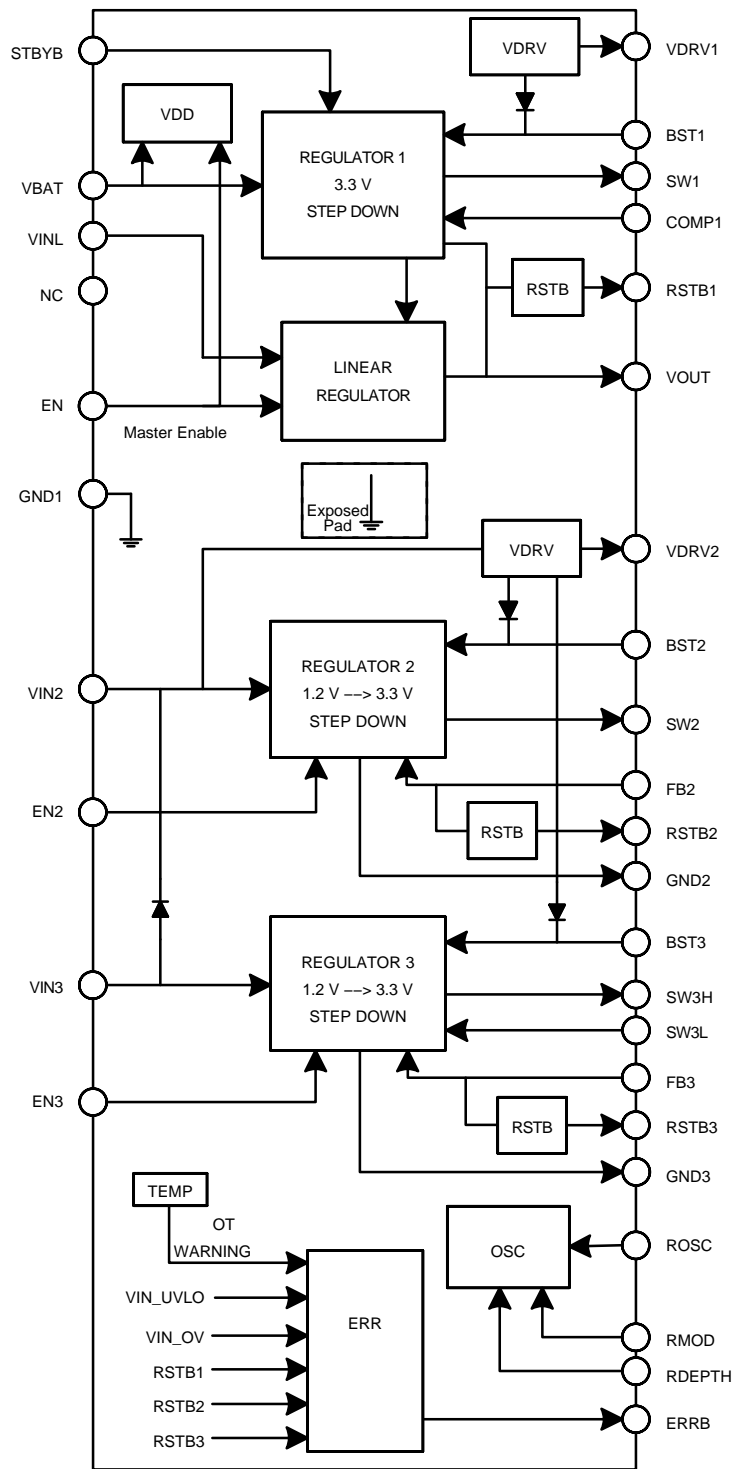 STBYB
VDRV
VDRV1
VDD
BST1
REGULATOR 1
3.3 V
STEP DOWN
VBAT
SW1
COMP1
VINL
NC
RSTB
RSTB1
LINEAR
REGULATOR
VOUT
EN
Master Enable
GND1
Exposed
Pad
VDRV
VDRV2
BST2
REGULATOR 2
1.2 V −−> 3.3 V
STEP DOWN
VIN2
SW2
FB2
EN2
RSTB
RSTB2
GND2
BST3
REGULATOR 3
1.2 V −−> 3.3 V
STEP DOWN
VIN3
SW3H
SW3L
FB3
EN3
RSTB
RSTB3
GND3
TEMP
OT
WARNING
OSC
ROSC
VIN_UVLO
ERR
VIN_OV
RMOD
RSTB1
RDEPTH
RSTB2
ERRB
RSTB3